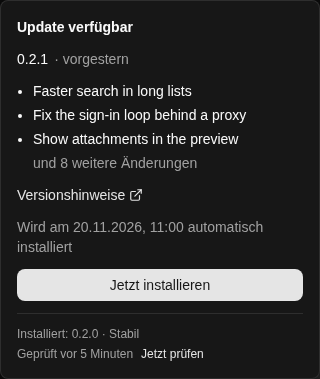 Update verfügbar
0.2.1 · vorgestern
• Faster search in long lists
• Fix the sign-in loop behind a proxy
• Show attachments in the preview
und 8 weitere Änderungen
Versionshinweise
Wird am 20.11.2026, 11:00 automatisch
installiert
Jetzt installieren
Installiert: 0.2.0 · Stabil
Geprüft vor 5 Minuten Jetzt prüfen